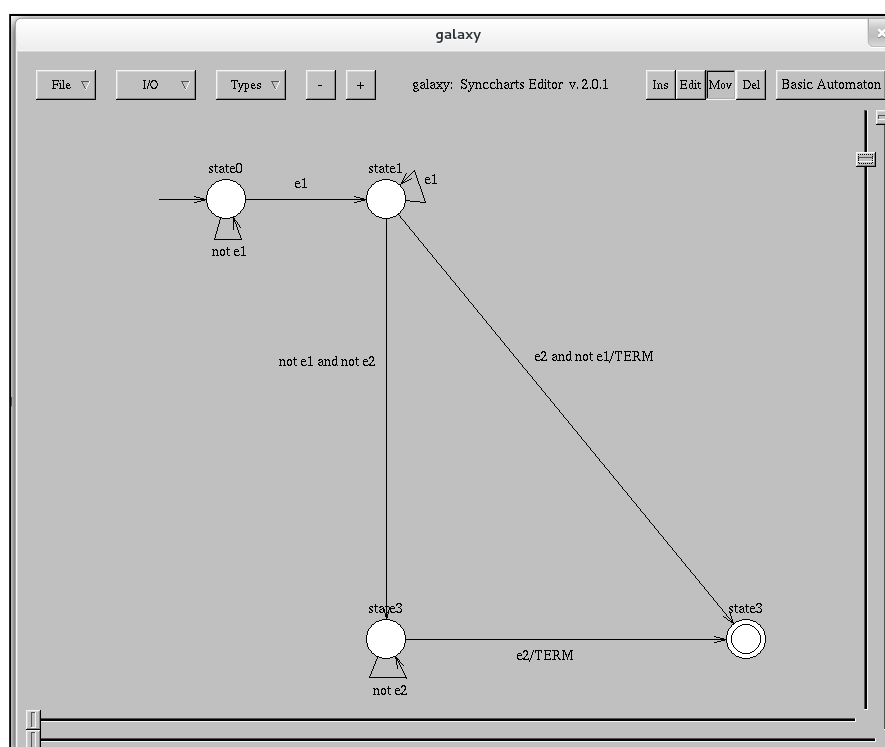 galaxy
File I/O Types - + galaxy: Synccharts Editor v. 2.0.1 Ins Edit Mov Del Basic Automaton
state0 state1
e1 e1
not e1
not e1 and not e2 e2 and not e1/TERM
state3 state3
e2/TERM
not e2